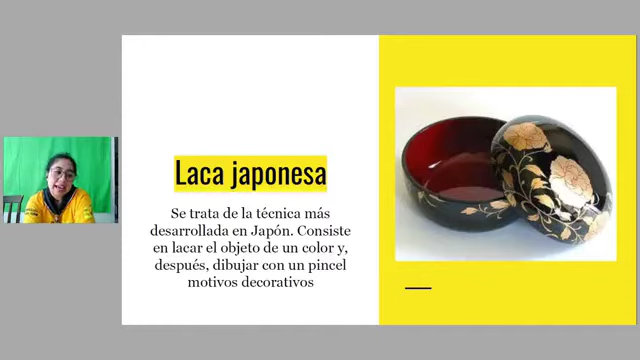 Laca japonesa
Se trata de la técnica más
desarrollada en Japón. Consiste
en lacar el objeto de un color y,
después, dibujar con un pincel
motivos decorativos